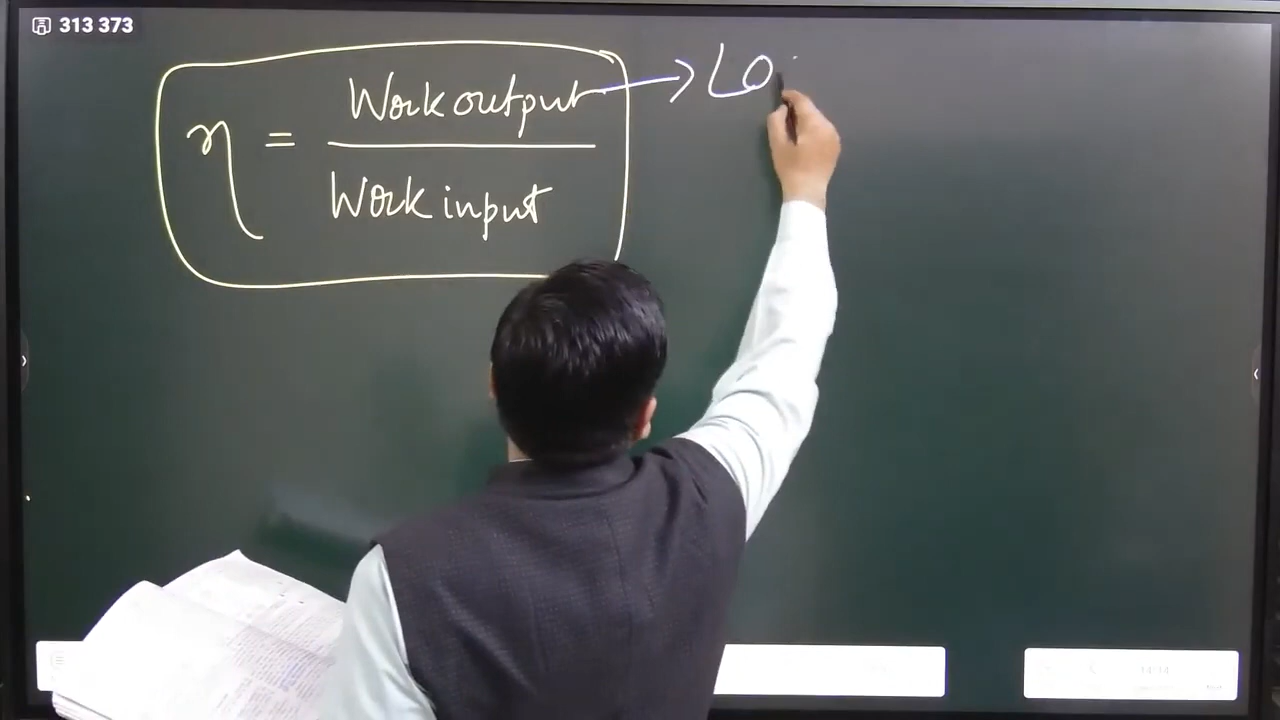 313 373
η = Work output / Work input → Lo